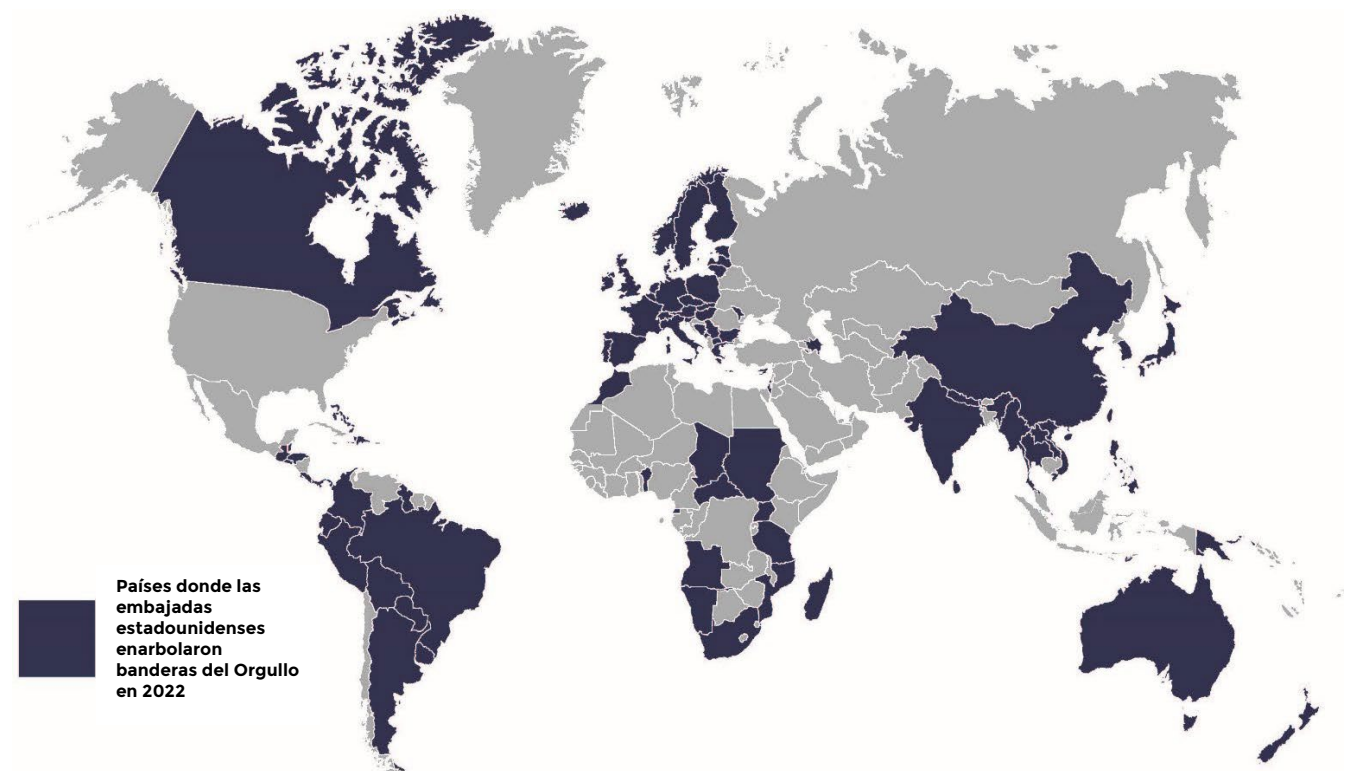 Países donde las
embajadas
estadounidenses
enarbolaron
banderas del Orgullo
en 2022